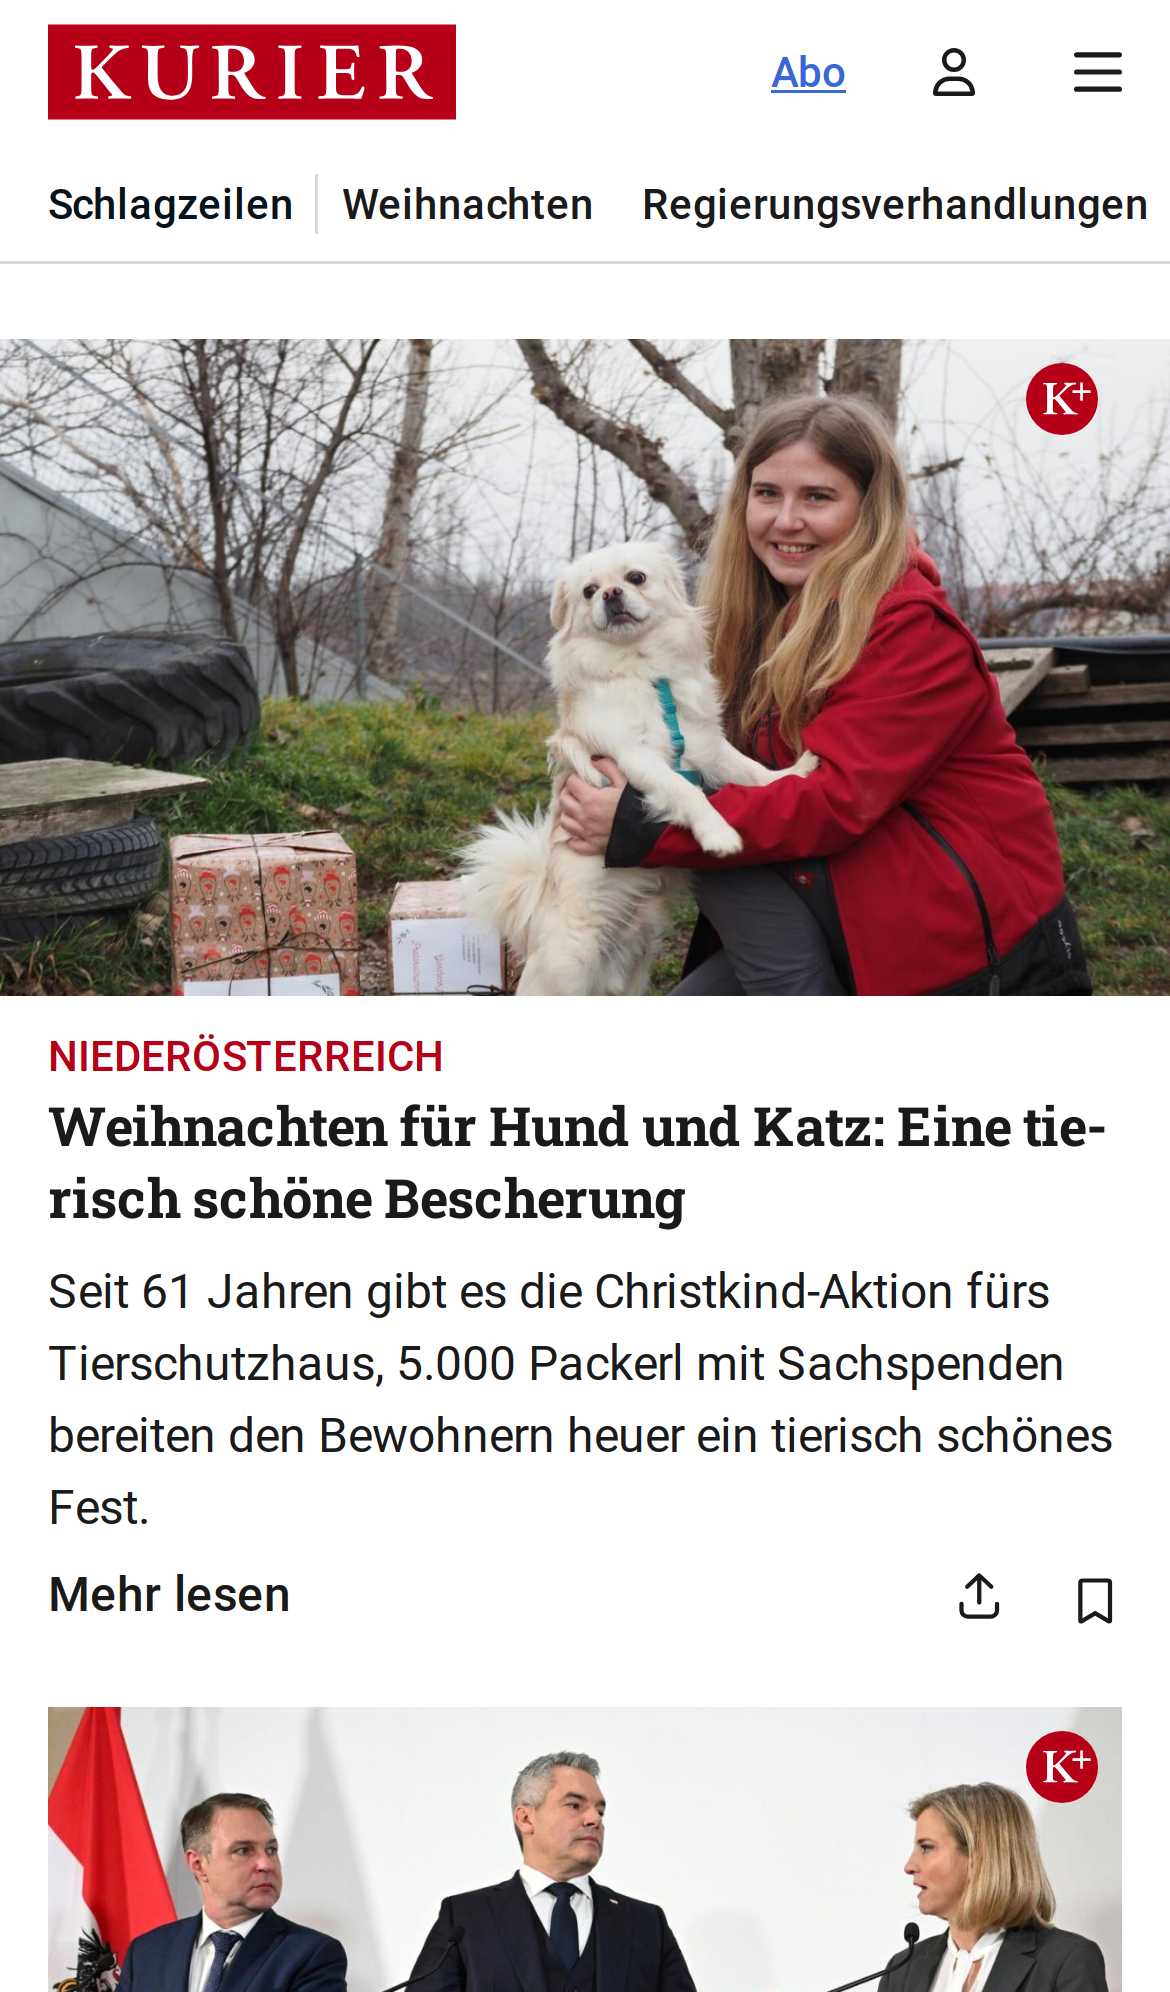 KURIER
Abo
Schlagzeilen
Weihnachten
Regierungsverhandlungen
K+
NIEDERÖSTERREICH
Weihnachten für Hund und Katz: Eine tie-
risch schöne Bescherung
Seit 61 Jahren gibt es die Christkind-Aktion fürs
Tierschutzhaus, 5.000 Packerl mit Sachspenden
bereiten den Bewohnern heuer ein tierisch schönes
Fest.
Mehr lesen
K+